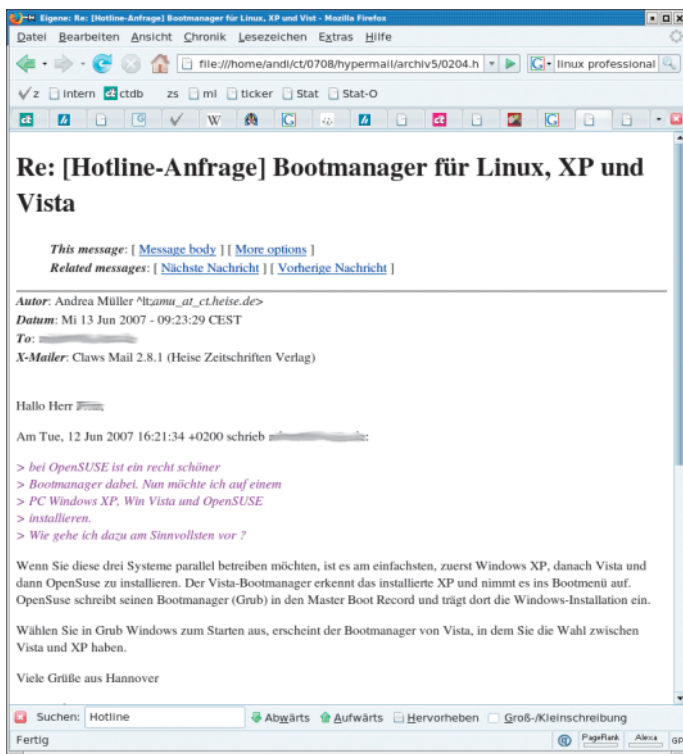 Eigene: Re: [Hotline-Anfrage] Bootmanager für Linux, XP und Vist - Mozilla Firefox
Datei Bearbeiten Ansicht Chronik Lesezeichen Extras Hilfe
file:///home/andi/ct/0708/hypermail/archiv5/0204.h linux professional
z intern ctdb zs ml ticker Stat Stat-O
Re: [Hotline-Anfrage] Bootmanager für Linux, XP und
Vista
This message: [ Message body ] [ More options ]
Related messages: [ Nächste Nachricht ] [ Vorherige Nachricht ]
Autor: Andrea Müller ^lt;amu_at_ct.heise.de>
Datum: Mi 13 Jun 2007 - 09:23:29 CEST
To:
X-Mailer: Claws Mail 2.8.1 (Heise Zeitschriften Verlag)
Hallo Herr
Am Tue, 12 Jun 2007 16:21:34 +0200 schrieb :
> bei OpenSUSE ist ein recht schöner
> Bootmanager dabei. Nun möchte ich auf einem
> PC Windows XP, Win Vista und OpenSUSE
> installieren.
> Wie gehe ich dazu am Sinnvollsten vor ?
Wenn Sie diese drei Systeme parallel betreiben möchten, ist es am einfachsten, zuerst Windows XP, danach Vista und
dann OpenSuse zu installieren. Der Vista-Bootmanager erkennt das installierte XP und nimmt es ins Bootmenü auf.
OpenSuse schreibt seinen Bootmanager (Grub) in den Master Boot Record und trägt dort die Windows-Installation ein.
Wählen Sie in Grub Windows zum Starten aus, erscheint der Bootmanager von Vista, in dem Sie die Wahl zwischen
Vista und XP haben.
Viele Grüße aus Hannover
Suchen: Hotline Abwärts Aufwärts Hervorheben Groß-/Kleinschreibung
Fertig PageRank Alexa GP